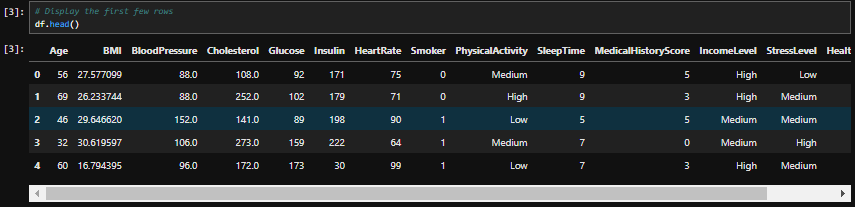 [3]: # Display the first few rows
df.head()
[3]: Age BMI BloodPressure Cholesterol Glucose Insulin HeartRate Smoker PhysicalActivity SleepTime MedicalHistoryScore IncomeLevel StressLevel Healt
0 56 27.577099 88.0 108.0 92 171 75 0 Medium 9 5 High Low
1 69 26.233744 88.0 252.0 102 179 71 0 High 9 3 High Medium
2 46 29.646620 152.0 141.0 89 198 90 1 Low 5 5 Medium Medium
3 32 30.619597 106.0 273.0 159 222 64 1 Medium 7 0 Medium High
4 60 16.794395 96.0 172.0 173 30 99 1 Low 7 3 High Medium